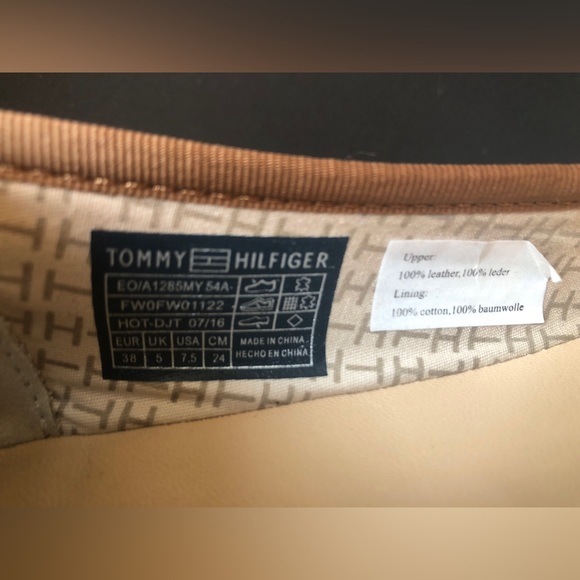 TOMMY HILFIGER
EO/A1285MY 54A-
FW0FW01122
HOT-DJT 07/16
EUR UK USA CM
38 5 7.5 24
MADE IN CHINA
HECHO EN CHINA
Upper:
100% leather,100% leder
Lining:
100% cotton,100% baumwolle